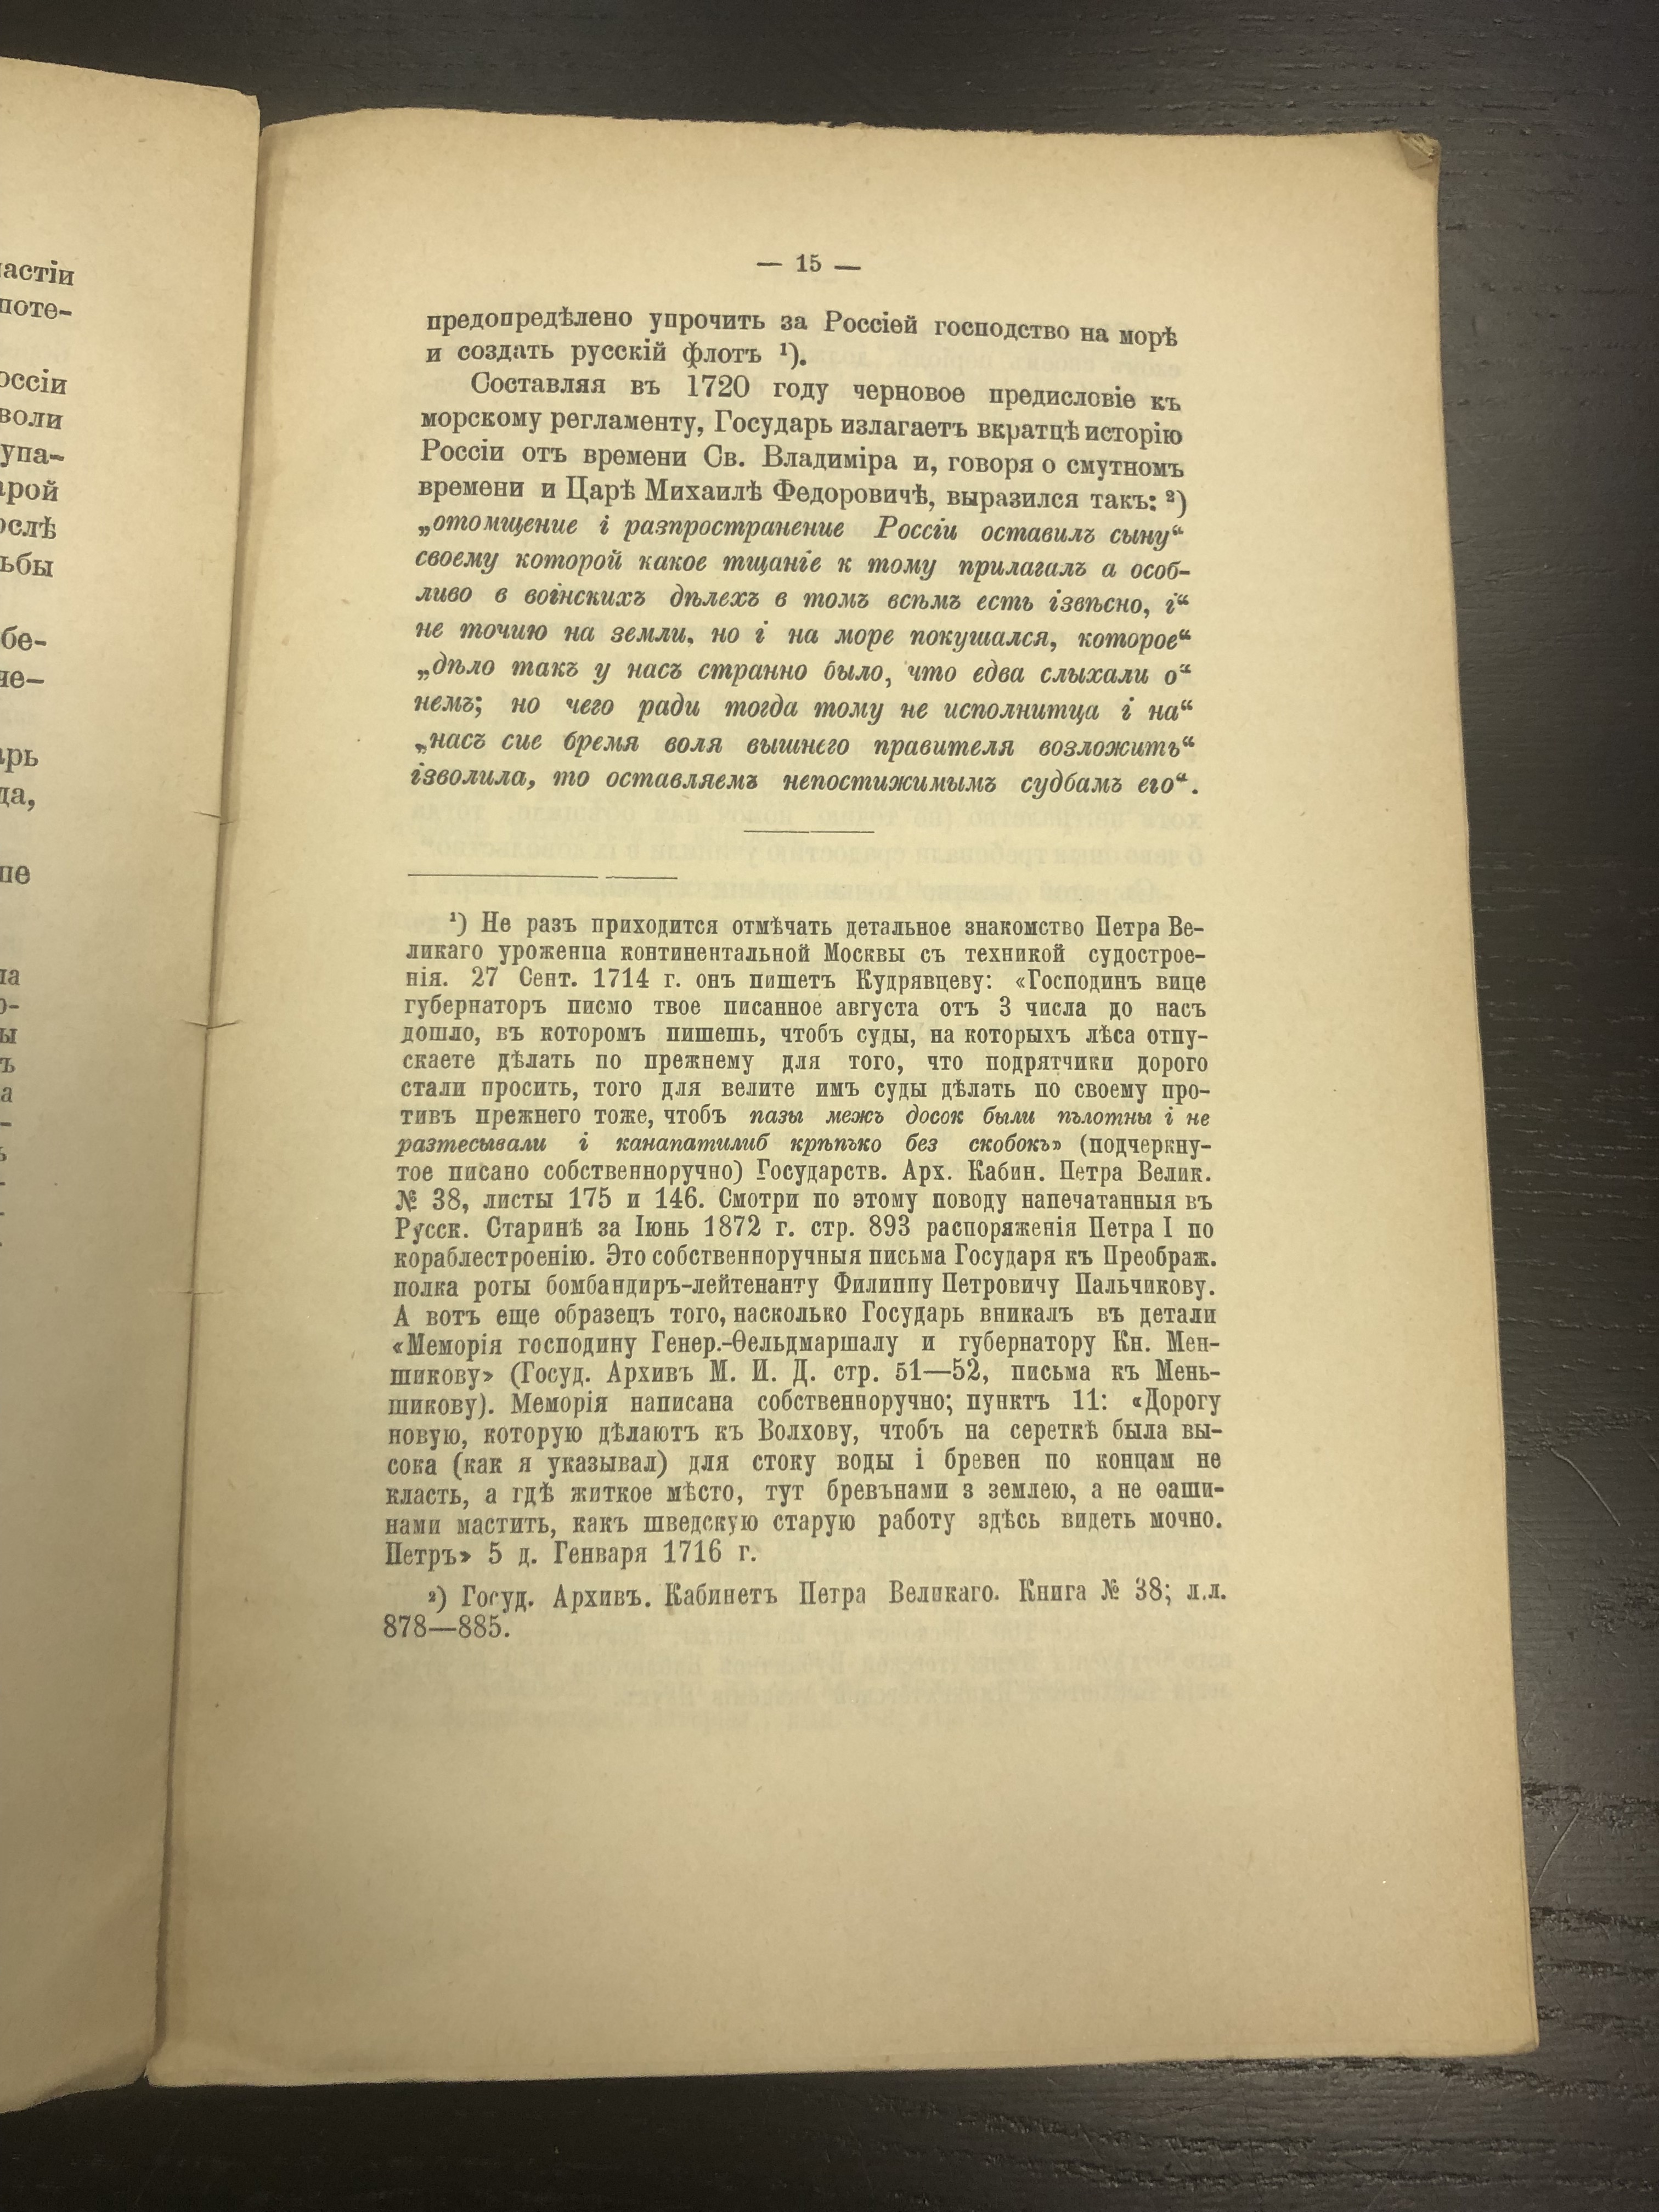 — 15 —
предопредѣлено упрочить за Россіей господство на морѣ
и создать русскій флотъ ¹).
Составляя въ 1720 году черновое предисловіе къ
морскому регламенту, Государь излагаетъ вкратцѣ исторію
Россіи отъ времени Св. Владиміра и, говоря о смутномъ
времени и Царѣ Михаилѣ Федоровичѣ, выразился такъ: ²)
„отомщение і разпространение Россіи оставилъ сыну“
своему которой какое тщаніе к тому прилагалъ а особ-
ливо в воінскихъ дѣлехъ в томъ всѣмъ есть ізвѣсно, і“
не точию на земли, но і на море покушался, которое“
„дѣло такъ у насъ странно было, что едва слыхали о“
немъ; но чего ради тогда тому не исполнитца і на“
„насъ сие бремя воля вышнего правителя возложить“
ізволила, то оставляемъ непостижимымъ судбамъ его“.
¹) Не разъ приходится отмѣчать детальное знакомство Петра Ве-
ликаго уроженца континентальной Москвы съ техникой судострое-
нія. 27 Сент. 1714 г. онъ пишетъ Кудрявцеву: «Господинъ вице
губернаторъ писмо твое писанное августа отъ 3 числа до насъ
дошло, въ которомъ пишешь, чтобъ суды, на которыхъ лѣса отпу-
скаете дѣлать по прежнему для того, что подрятчики дорого
стали просить, того для велите имъ суды дѣлать по своему про-
тивъ прежнего тоже, чтобъ пазы межъ досок были пълотны і не
разтесывали і канапатилиб крѣпъко без скобокъ» (подчеркну-
тое писано собственноручно) Государств. Арх. Кабин. Петра Велик.
№ 38, листы 175 и 146. Смотри по этому поводу напечатанныя въ
Русск. Старинѣ за Іюнь 1872 г. стр. 893 распоряженія Петра I по
кораблестроенію. Это собственноручныя письма Государя къ Преображ.
полка роты бомбандиръ-лейтенанту Филиппу Петровичу Пальчикову.
А вотъ еще образецъ того, насколько Государь вникалъ въ детали
«Меморія господину Генер.-Ѳельдмаршалу и губернатору Кн. Мен-
шикову» (Госуд. Архивъ М. И. Д. стр. 51—52, письма къ Мень-
шикову). Меморія написана собственноручно; пунктъ 11: «Дорогу
новую, которую дѣлаютъ къ Волхову, чтобъ на сереткѣ была вы-
сока (как я указывал) для стоку воды і бревен по концам не
класть, а гдѣ житкое мѣсто, тут бревънами з землею, а не ѳаши-
нами мастить, какъ шведскую старую работу здѣсь видеть мочно.
Петръ» 5 д. Генваря 1716 г.
²) Госуд. Архивъ. Кабинетъ Петра Великаго. Книга № 38; л.л.
878—885.